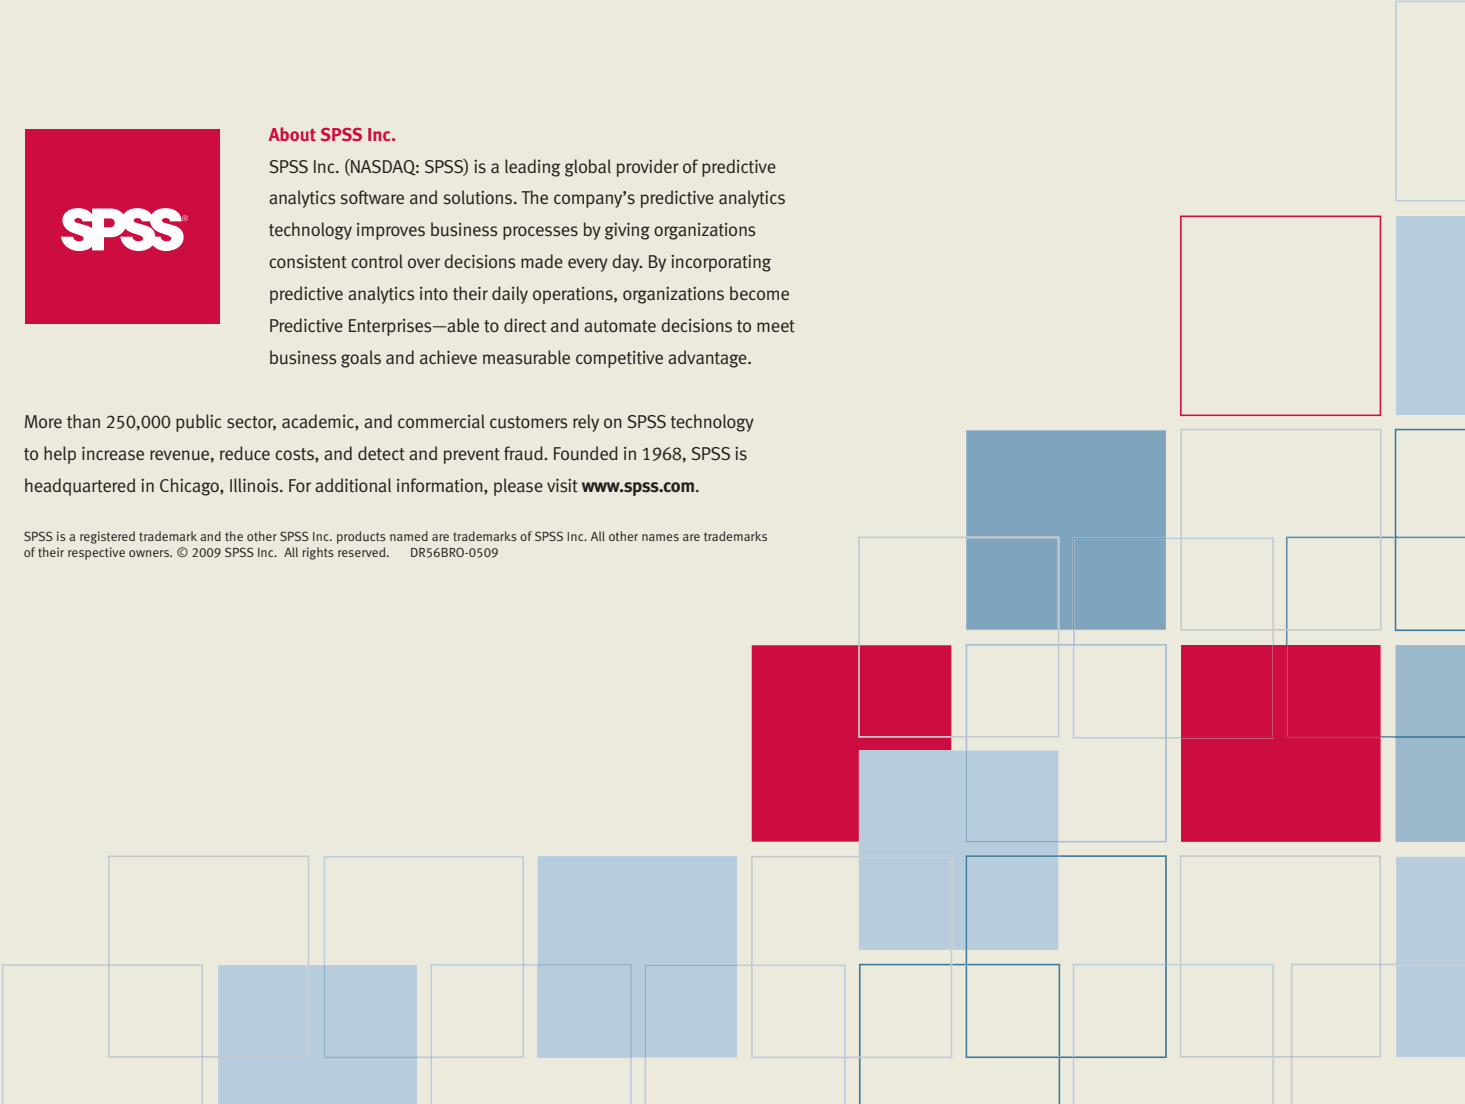 SPSS®
About SPSS Inc.
SPSS Inc. (NASDAQ: SPSS) is a leading global provider of predictive
analytics software and solutions. The company’s predictive analytics
technology improves business processes by giving organizations
consistent control over decisions made every day. By incorporating
predictive analytics into their daily operations, organizations become
Predictive Enterprises—able to direct and automate decisions to meet
business goals and achieve measurable competitive advantage.
More than 250,000 public sector, academic, and commercial customers rely on SPSS technology
to help increase revenue, reduce costs, and detect and prevent fraud. Founded in 1968, SPSS is
headquartered in Chicago, Illinois. For additional information, please visit www.spss.com.
SPSS is a registered trademark and the other SPSS Inc. products named are trademarks of SPSS Inc. All other names are trademarks
of their respective owners. © 2009 SPSS Inc. All rights reserved. DR56BRO-0509